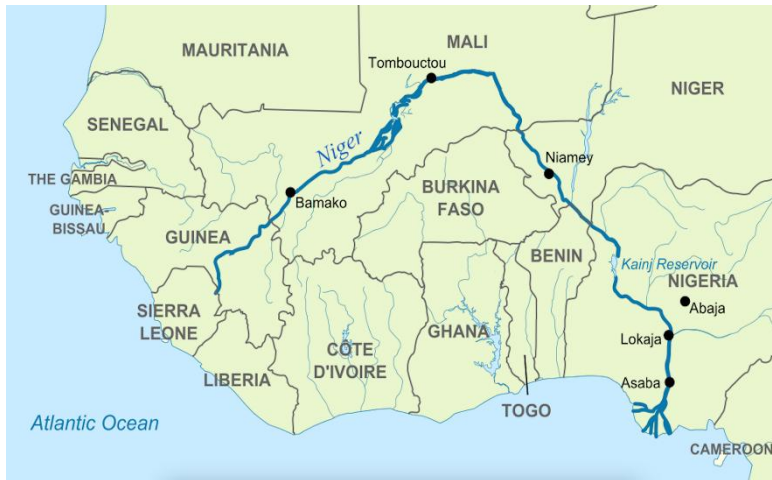 MALI
MAURITANIA
Tombouctou
NIGER
SENEGAL
Niger
Niamey
THE GAMBIA
BURKINA
FASO
Bamako
GUINEA-
BISSAU
GUINEA
BENIN
Kainj Reservoir
NIGERIA
Abaja
SIERRA
LEONE
GHANA
Lokaja
CÔTE
D'IVOIRE
LIBERIA
Asaba
TOGO
Atlantic Ocean
CAMEROON